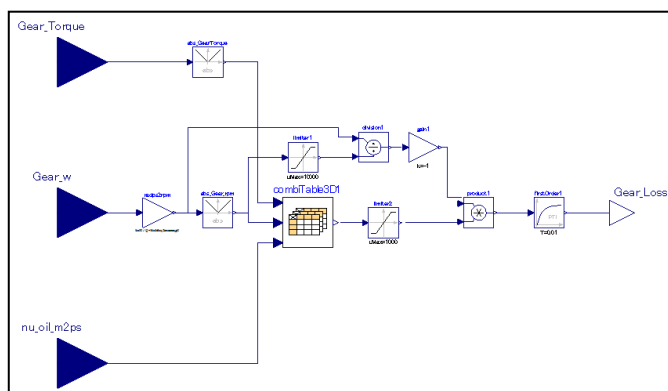 Gear_Torque
abs_GearTorque
abs
division1
gain1
limiter1
k=-1
Gear_w
abs_Gear_rpm
uMax=10000
combiTable3D1
limiter2
product1
firstOrder1
Gear_Loss
abs
PT1
uMax=1000
T=0.01
nu_oil_m2ps